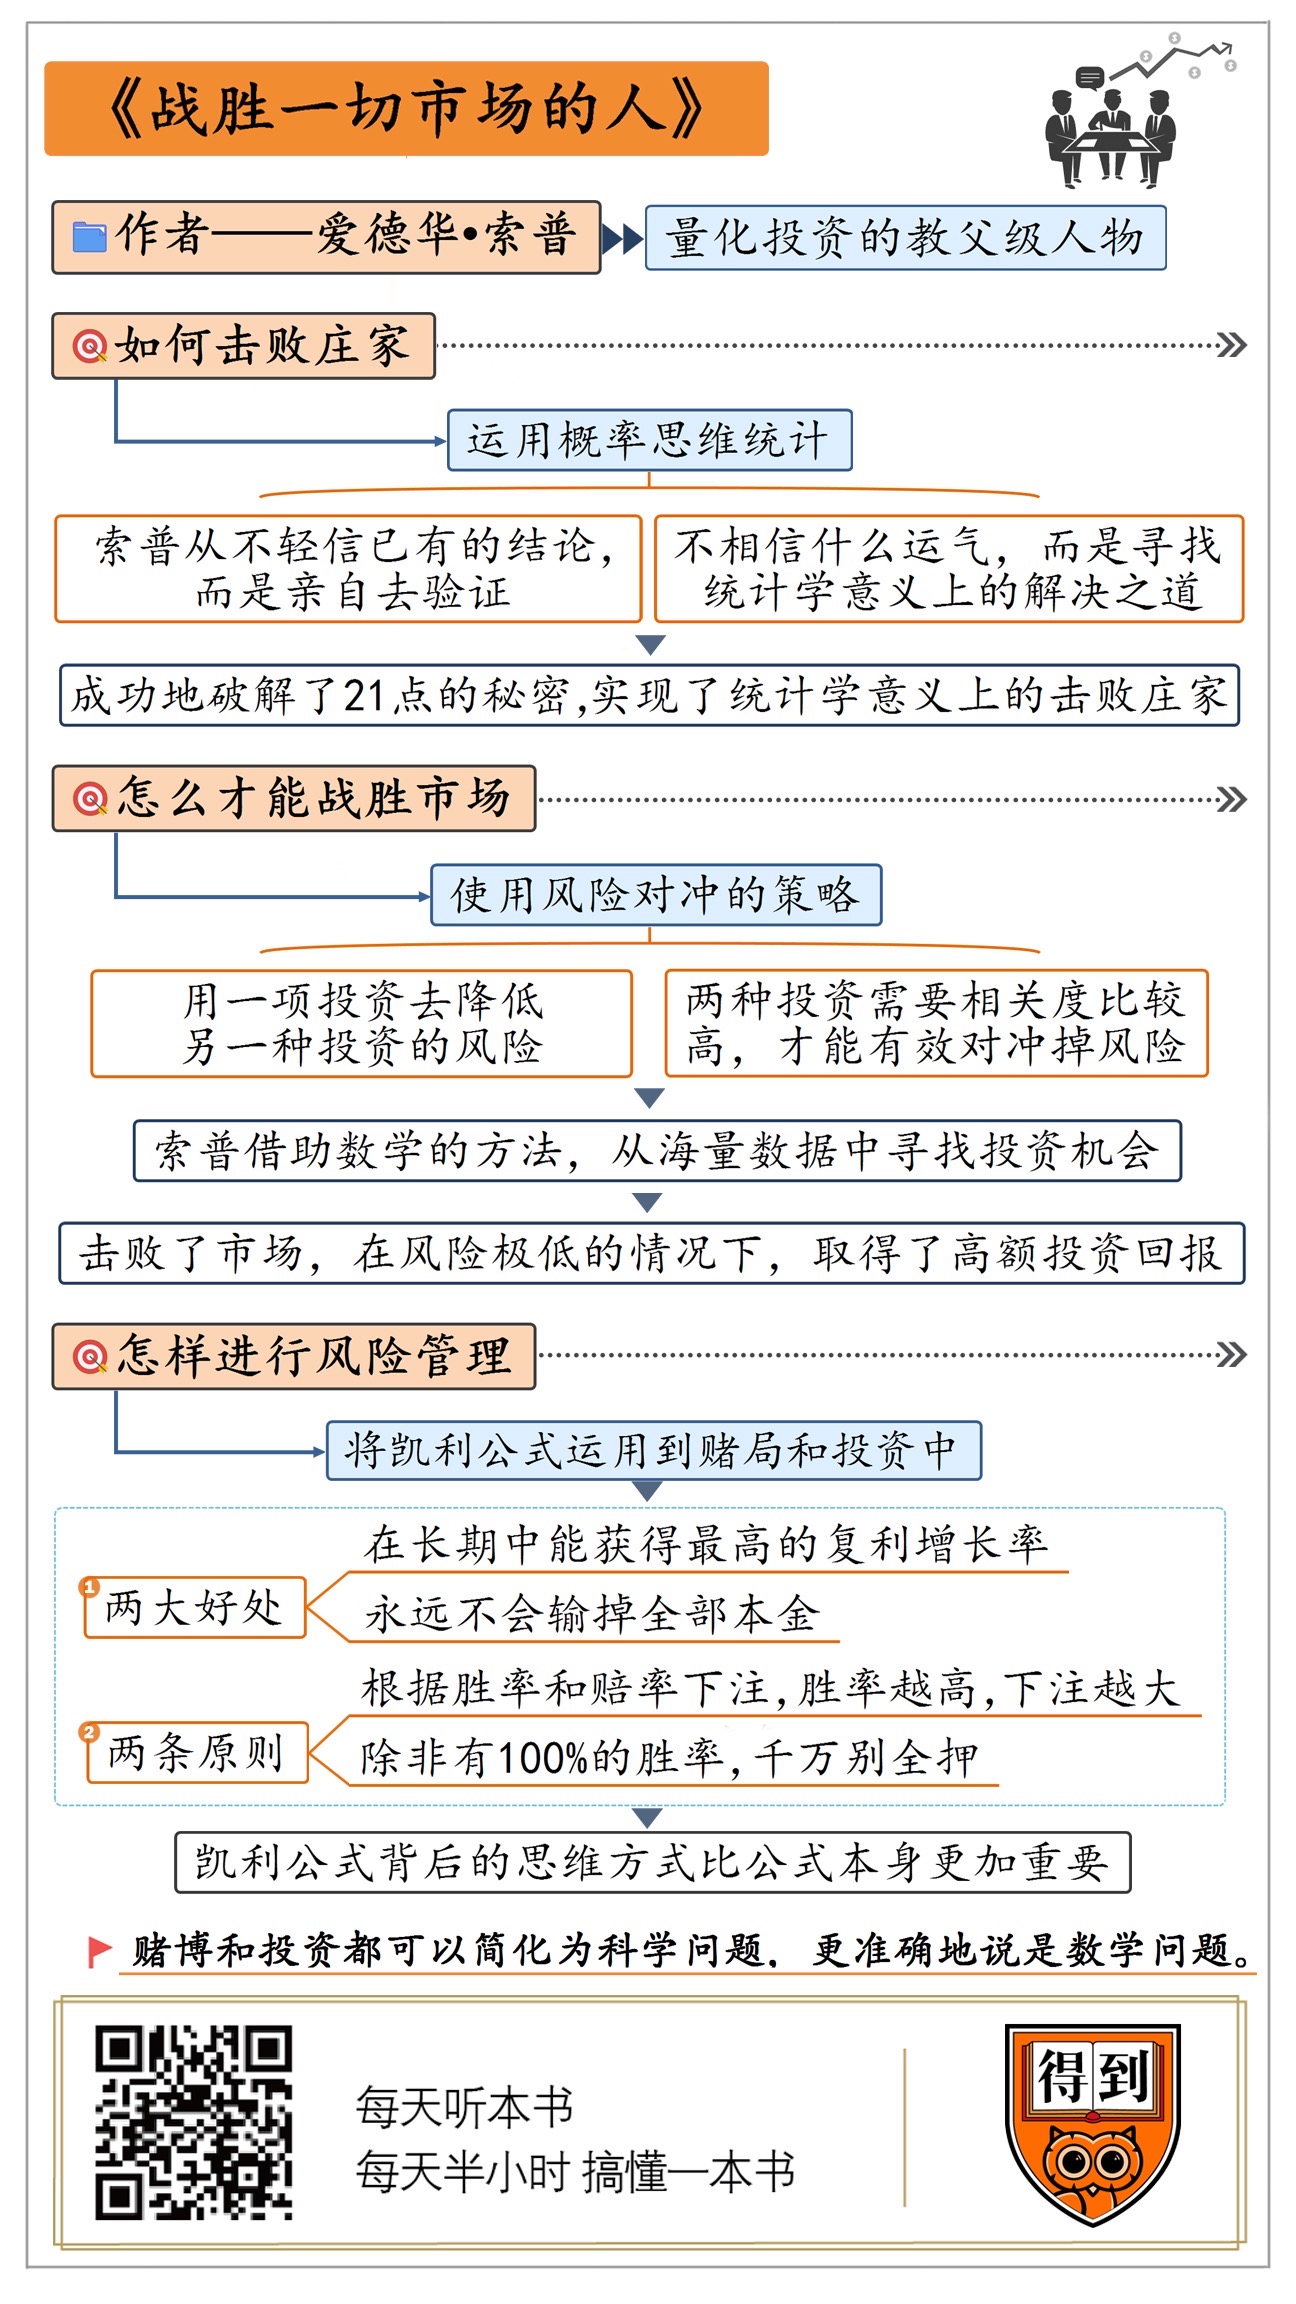 《战胜一切市场的人》
作者——爱德华•索普
量化投资的教父级人物
如何击败庄家
运用概率思维统计
索普从不轻信已有的结论，
而是亲自去验证
不相信什么运气，而是寻找
统计学意义上的解决之道
成功地破解了21点的秘密,实现了统计学意义上的击败庄家
怎么才能战胜市场
使用风险对冲的策略
用一项投资去降低
另一种投资的风险
两种投资需要相关度比较
高，才能有效对冲掉风险
索普借助数学的方法，从海量数据中寻找投资机会
击败了市场，在风险极低的情况下，取得了高额投资回报
怎样进行风险管理
将凯利公式运用到赌局和投资中
1
两大好处
在长期中能获得最高的复利增长率
永远不会输掉全部本金
2
两条原则
根据胜率和赔率下注,胜率越高,下注越大
除非有100%的胜率,千万别全押
凯利公式背后的思维方式比公式本身更加重要
赌博和投资都可以简化为科学问题，更准确地说是数学问题。
每天听本书
每天半小时 搞懂一本书
得到